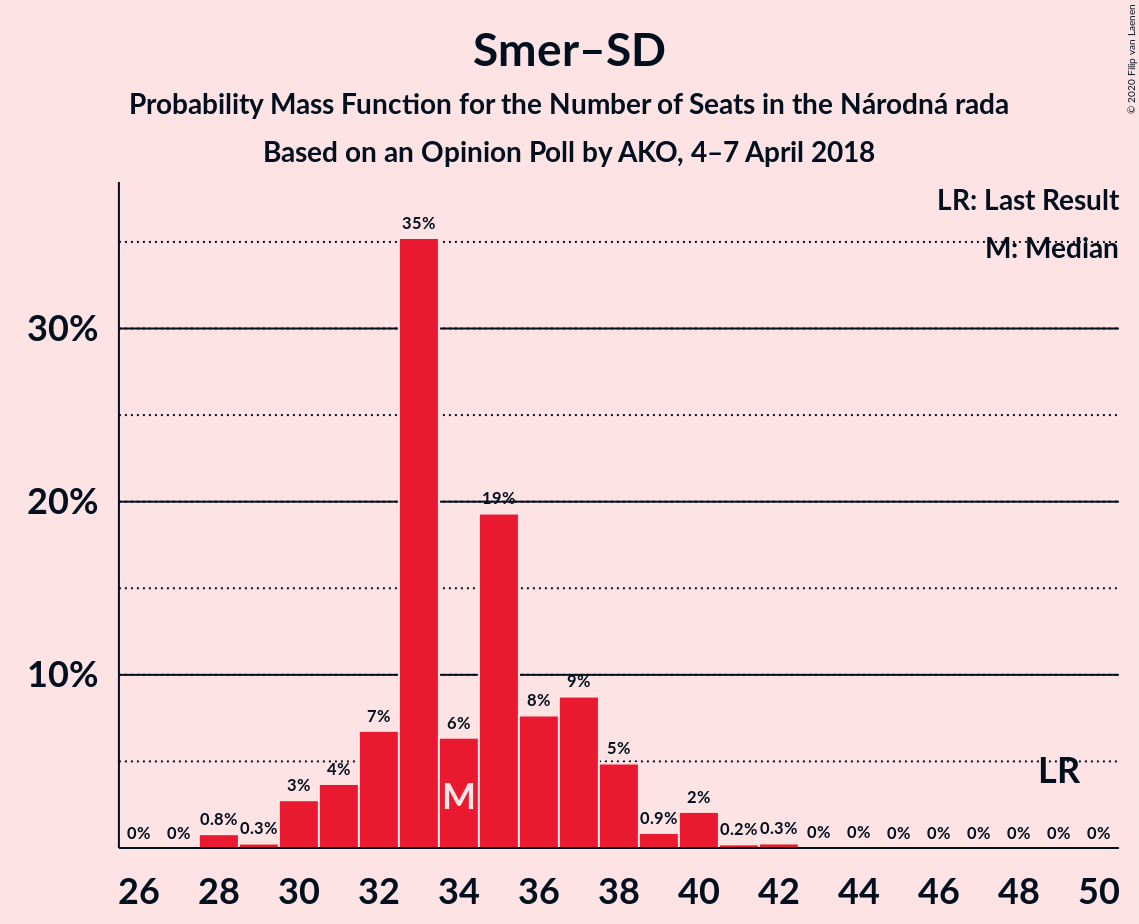 Smer–SD
Probability Mass Function for the Number of Seats in the Národná rada
Based on an Opinion Poll by AKO, 4–7 April 2018
© 2020 Filip van Laenen
LR: Last Result
M: Median
35%
30%
20%
19%
10%
9%
8%
7%
6%
5%
4%
3%
2%
0% 0% 0.8% 0.3% 0.9% 0.2% 0.3% 0% 0% 0% 0% 0% 0% 0% 0%
M
LR
26 28 30 32 34 36 38 40 42 44 46 48 50